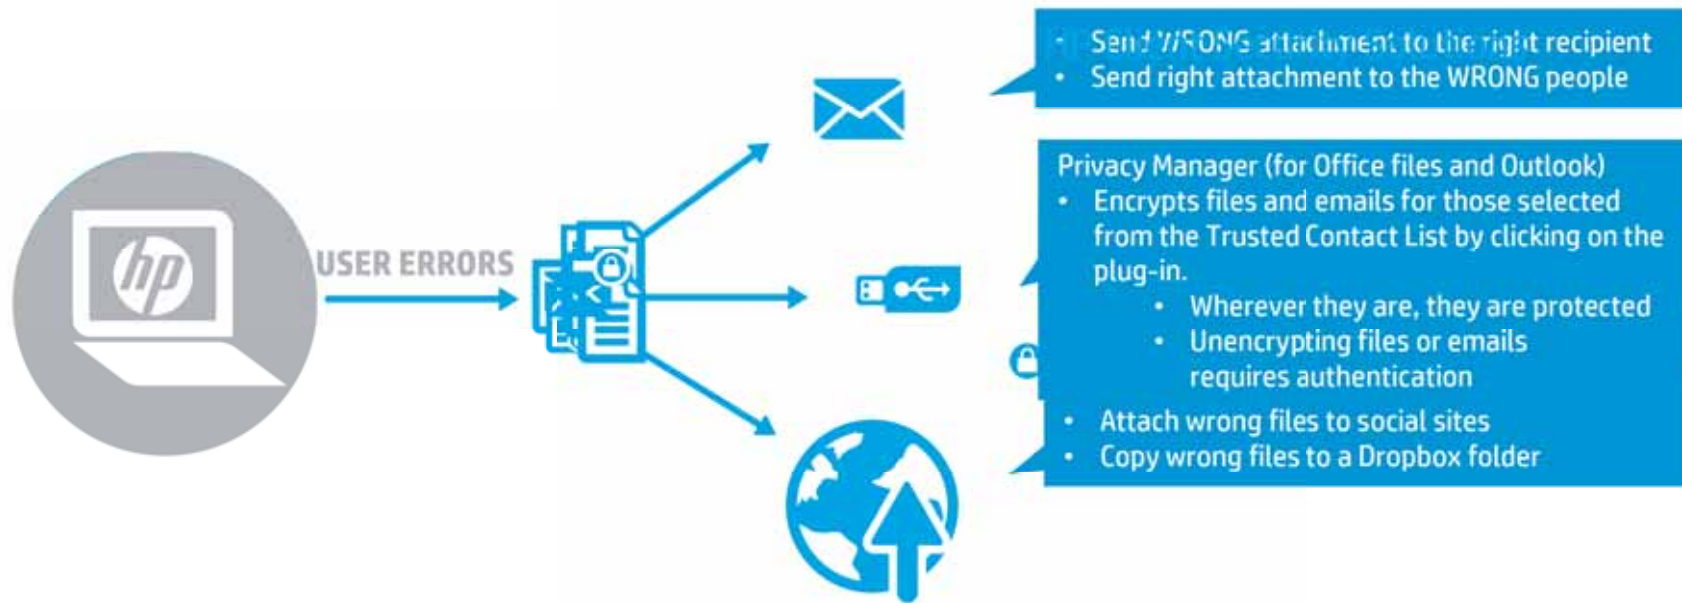 Send WRONG attachment to the right recipient
• Send right attachment to the WRONG people
hp
USER ERRORS
Privacy Manager (for Office files and Outlook)
• Encrypts files and emails for those selected
from the Trusted Contact List by clicking on the
plug-in.
• Wherever they are, they are protected
• Unencrypting files or emails
requires authentication
• Attach wrong files to social sites
• Copy wrong files to a Dropbox folder